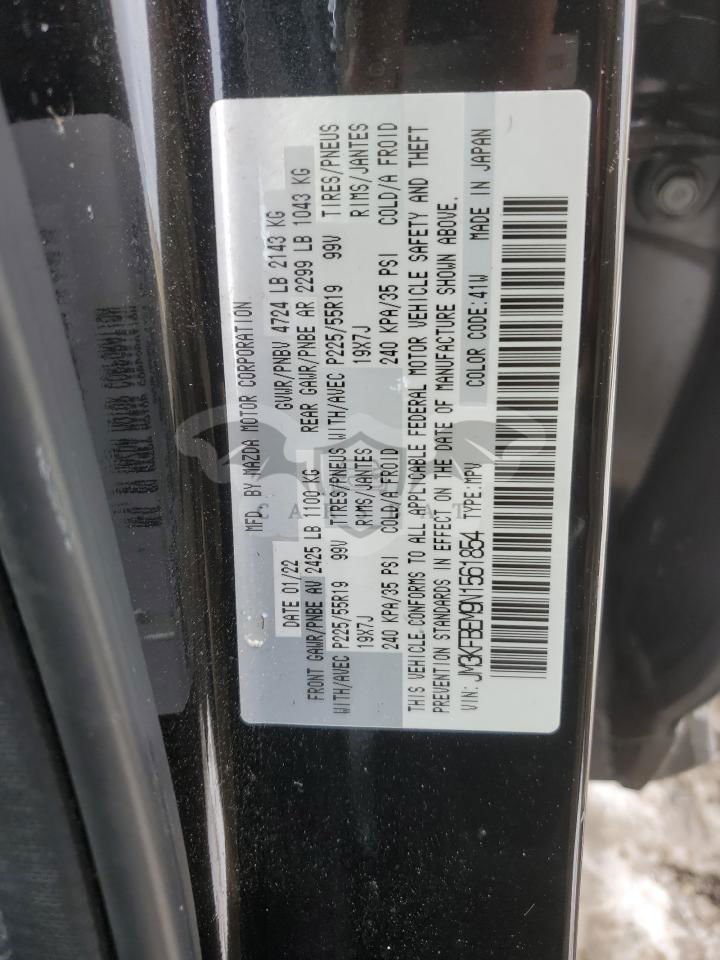 MFD. BY MAZDA MOTOR CORPORATION
DATE 01/22 GVWR/PNBV 4724 LB 2143 KG
FRONT GAWR/PNBE AV 2425 LB 1100 KG REAR GAWR/PNBE AR 2299 LB 1043 KG
WITH/AVEC P225/55R19 99V TIRES/PNEUS WITH/AVEC P225/55R19 99V TIRES/PNEUS
19X7J RIMS/JANTES 19X7J RIMS/JANTES
240 KPA/35 PSI COLD/A FROID 240 KPA/35 PSI COLD/A FROID
THIS VEHICLE CONFORMS TO ALL APPLICABLE FEDERAL MOTOR VEHICLE SAFETY AND THEFT
PREVENTION STANDARDS IN EFFECT ON THE DATE OF MANUFACTURE SHOWN ABOVE.
VIN: JM3KFBEM9N1561854 TYPE:MPV COLOR CODE:41W MADE IN JAPAN